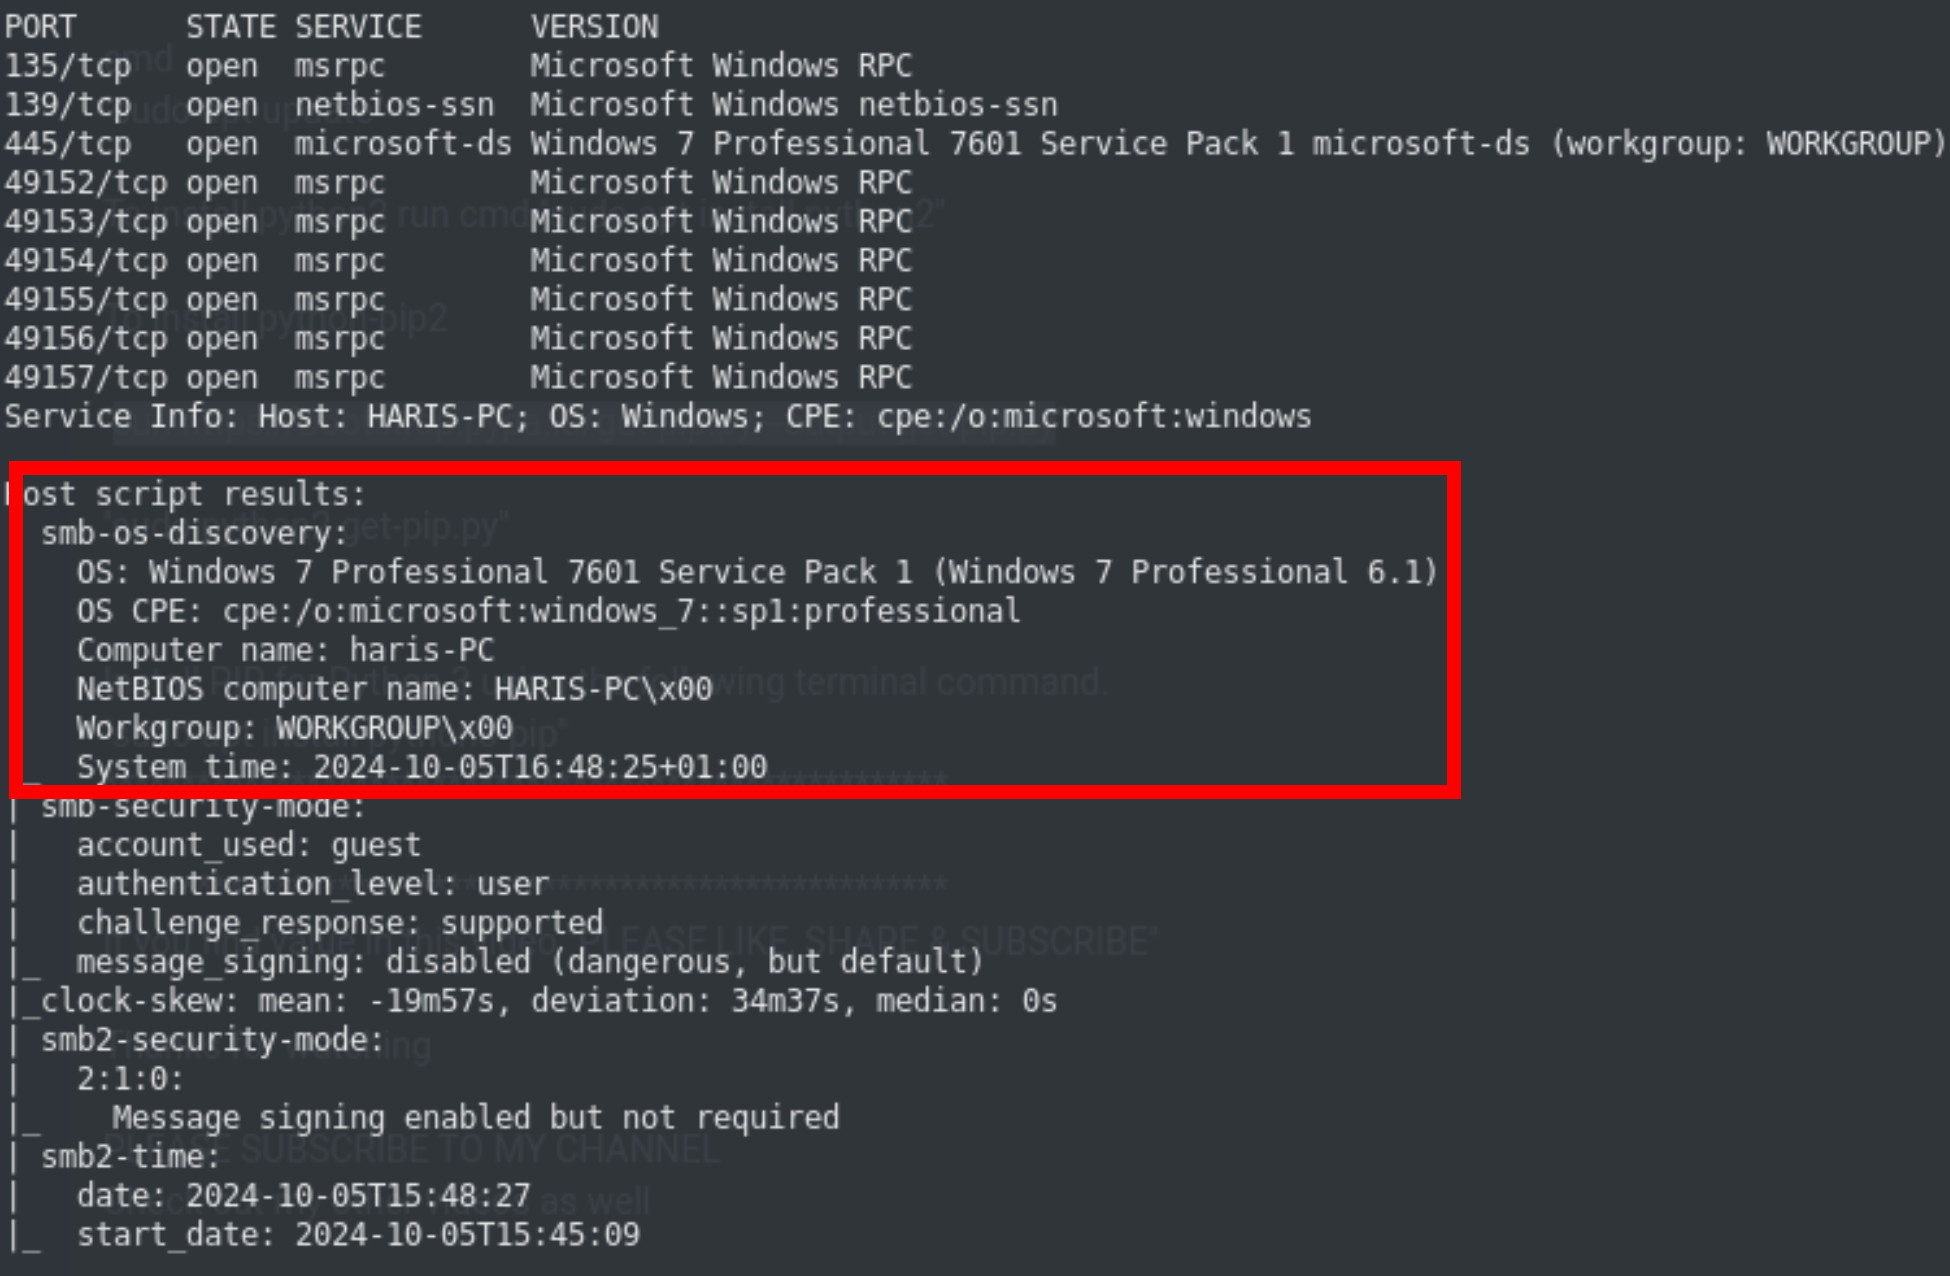 PORT      STATE SERVICE      VERSION
135/tcp   open  msrpc        Microsoft Windows RPC
139/tcp   open  netbios-ssn  Microsoft Windows netbios-ssn
445/tcp   open  microsoft-ds Windows 7 Professional 7601 Service Pack 1 microsoft-ds (workgroup: WORKGROUP)
49152/tcp open  msrpc        Microsoft Windows RPC
49153/tcp open  msrpc        Microsoft Windows RPC
49154/tcp open  msrpc        Microsoft Windows RPC
49155/tcp open  msrpc        Microsoft Windows RPC
49156/tcp open  msrpc        Microsoft Windows RPC
49157/tcp open  msrpc        Microsoft Windows RPC
Service Info: Host: HARIS-PC; OS: Windows; CPE: cpe:/o:microsoft:windows

Host script results:
  smb-os-discovery:
    OS: Windows 7 Professional 7601 Service Pack 1 (Windows 7 Professional 6.1)
    OS CPE: cpe:/o:microsoft:windows_7::sp1:professional
    Computer name: haris-PC
    NetBIOS computer name: HARIS-PC\x00
    Workgroup: WORKGROUP\x00
 _  System time: 2024-10-05T16:48:25+01:00
| smb-security-mode:
|   account_used: guest
|   authentication_level: user
|   challenge_response: supported
|_  message_signing: disabled (dangerous, but default)
|_clock-skew: mean: -19m57s, deviation: 34m37s, median: 0s
| smb2-security-mode:
|   2:1:0:
|_    Message signing enabled but not required
| smb2-time:
|   date: 2024-10-05T15:48:27
|_  start_date: 2024-10-05T15:45:09